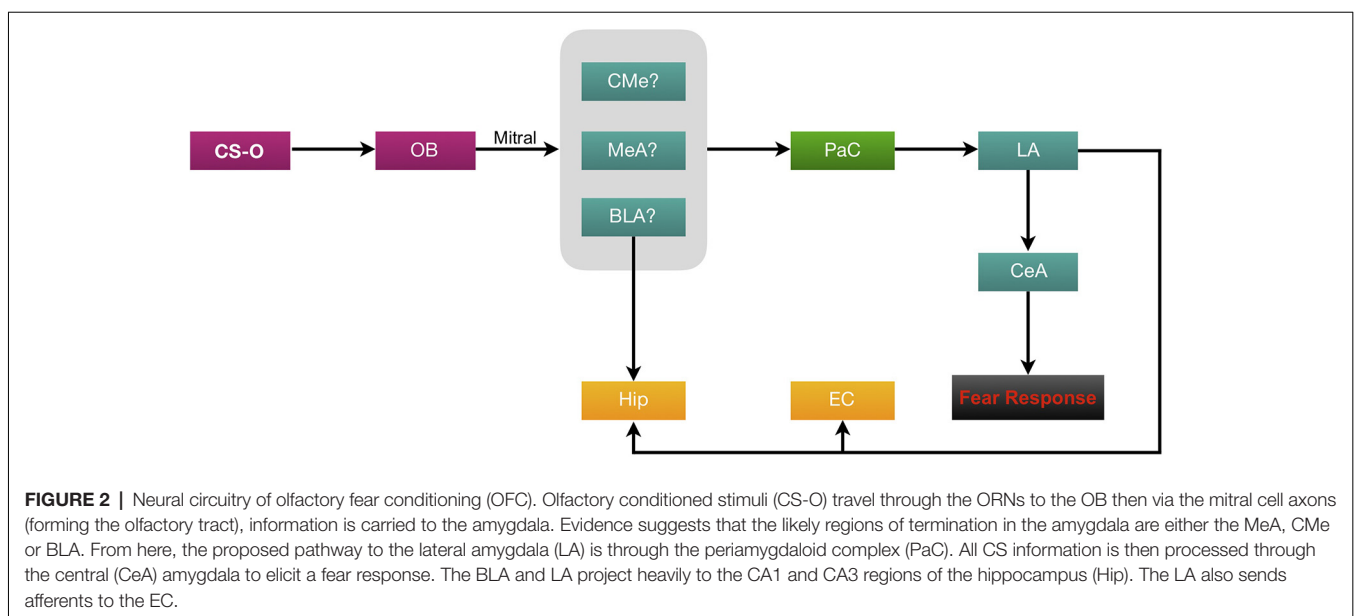 CMe?
CS-O
OB
Mitral
MeA?
PaC
LA
BLA?
CeA
Hip
EC
Fear Response
FIGURE 2 | Neural circuitry of olfactory fear conditioning (OFC). Olfactory conditioned stimuli (CS-O) travel through the ORNs to the OB then via the mitral cell axons
(forming the olfactory tract), information is carried to the amygdala. Evidence suggests that the likely regions of termination in the amygdala are either the MeA, CMe
or BLA. From here, the proposed pathway to the lateral amygdala (LA) is through the periamygdaloid complex (PaC). All CS information is then processed through
the central (CeA) amygdala to elicit a fear response. The BLA and LA project heavily to the CA1 and CA3 regions of the hippocampus (Hip). The LA also sends
afferents to the EC.